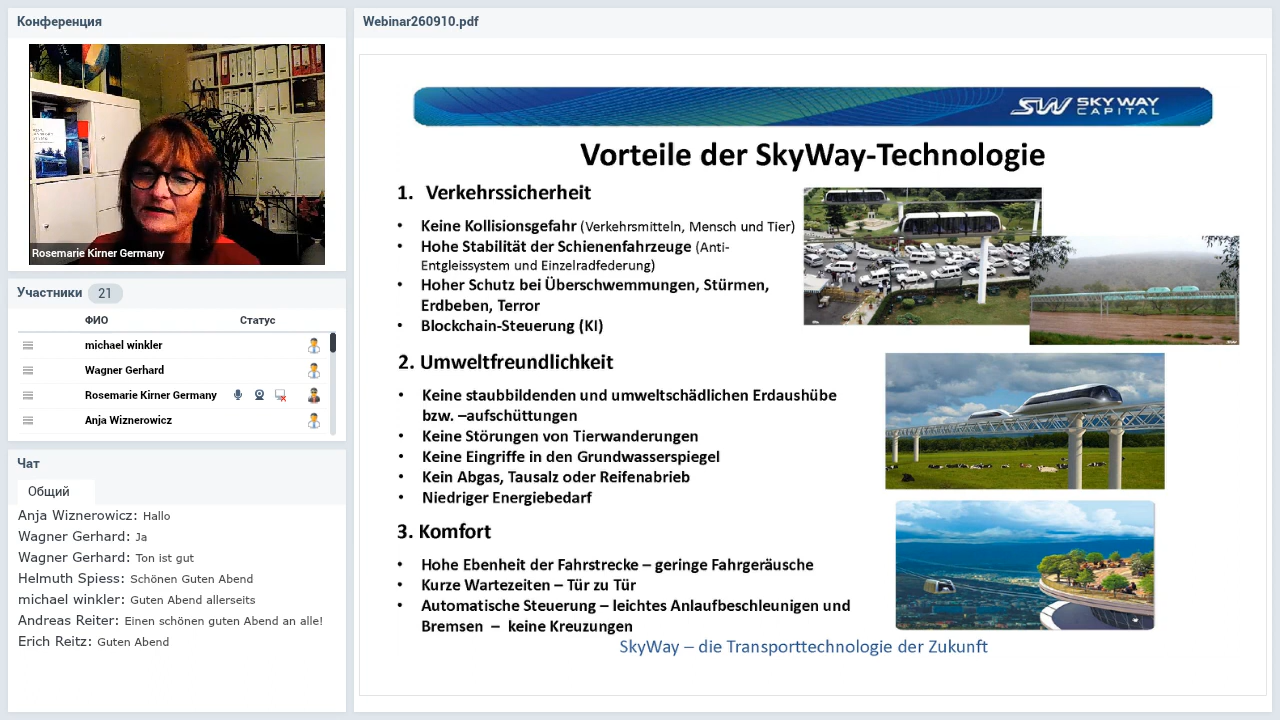 Конференция
Rosemarie Kirner Germany
Участники 21
ФИО Статус
michael winkler
Wagner Gerhard
Rosemarie Kirner Germany
Anja Wiznerowicz
Чат
Общий
Anja Wiznerowicz: Hallo
Wagner Gerhard: Ja
Wagner Gerhard: Ton ist gut
Helmuth Spiess: Schönen Guten Abend
michael winkler: Guten Abend allerseits
Andreas Reiter: Einen schönen guten Abend an alle!
Erich Reitz: Guten Abend
Webinar260910.pdf
SW SKY WAY
CAPITAL
Vorteile der SkyWay-Technologie
1. Verkehrssicherheit
• Keine Kollisionsgefahr (Verkehrsmitteln, Mensch und Tier)
• Hohe Stabilität der Schienenfahrzeuge (Anti-
Entgleissystem und Einzelradfederung)
• Hoher Schutz bei Überschwemmungen, Stürmen,
Erdbeben, Terror
• Blockchain-Steuerung (KI)
2. Umweltfreundlichkeit
• Keine staubbildenden und umweltschädlichen Erdaushübe
bzw. –aufschüttungen
• Keine Störungen von Tierwanderungen
• Keine Eingriffe in den Grundwasserspiegel
• Kein Abgas, Tausalz oder Reifenabrieb
• Niedriger Energiebedarf
3. Komfort
• Hohe Ebenheit der Fahrstrecke – geringe Fahrgeräusche
• Kurze Wartezeiten – Tür zu Tür
• Automatische Steuerung – leichtes Anlaufbeschleunigen und
Bremsen – keine Kreuzungen
SkyWay – die Transporttechnologie der Zukunft